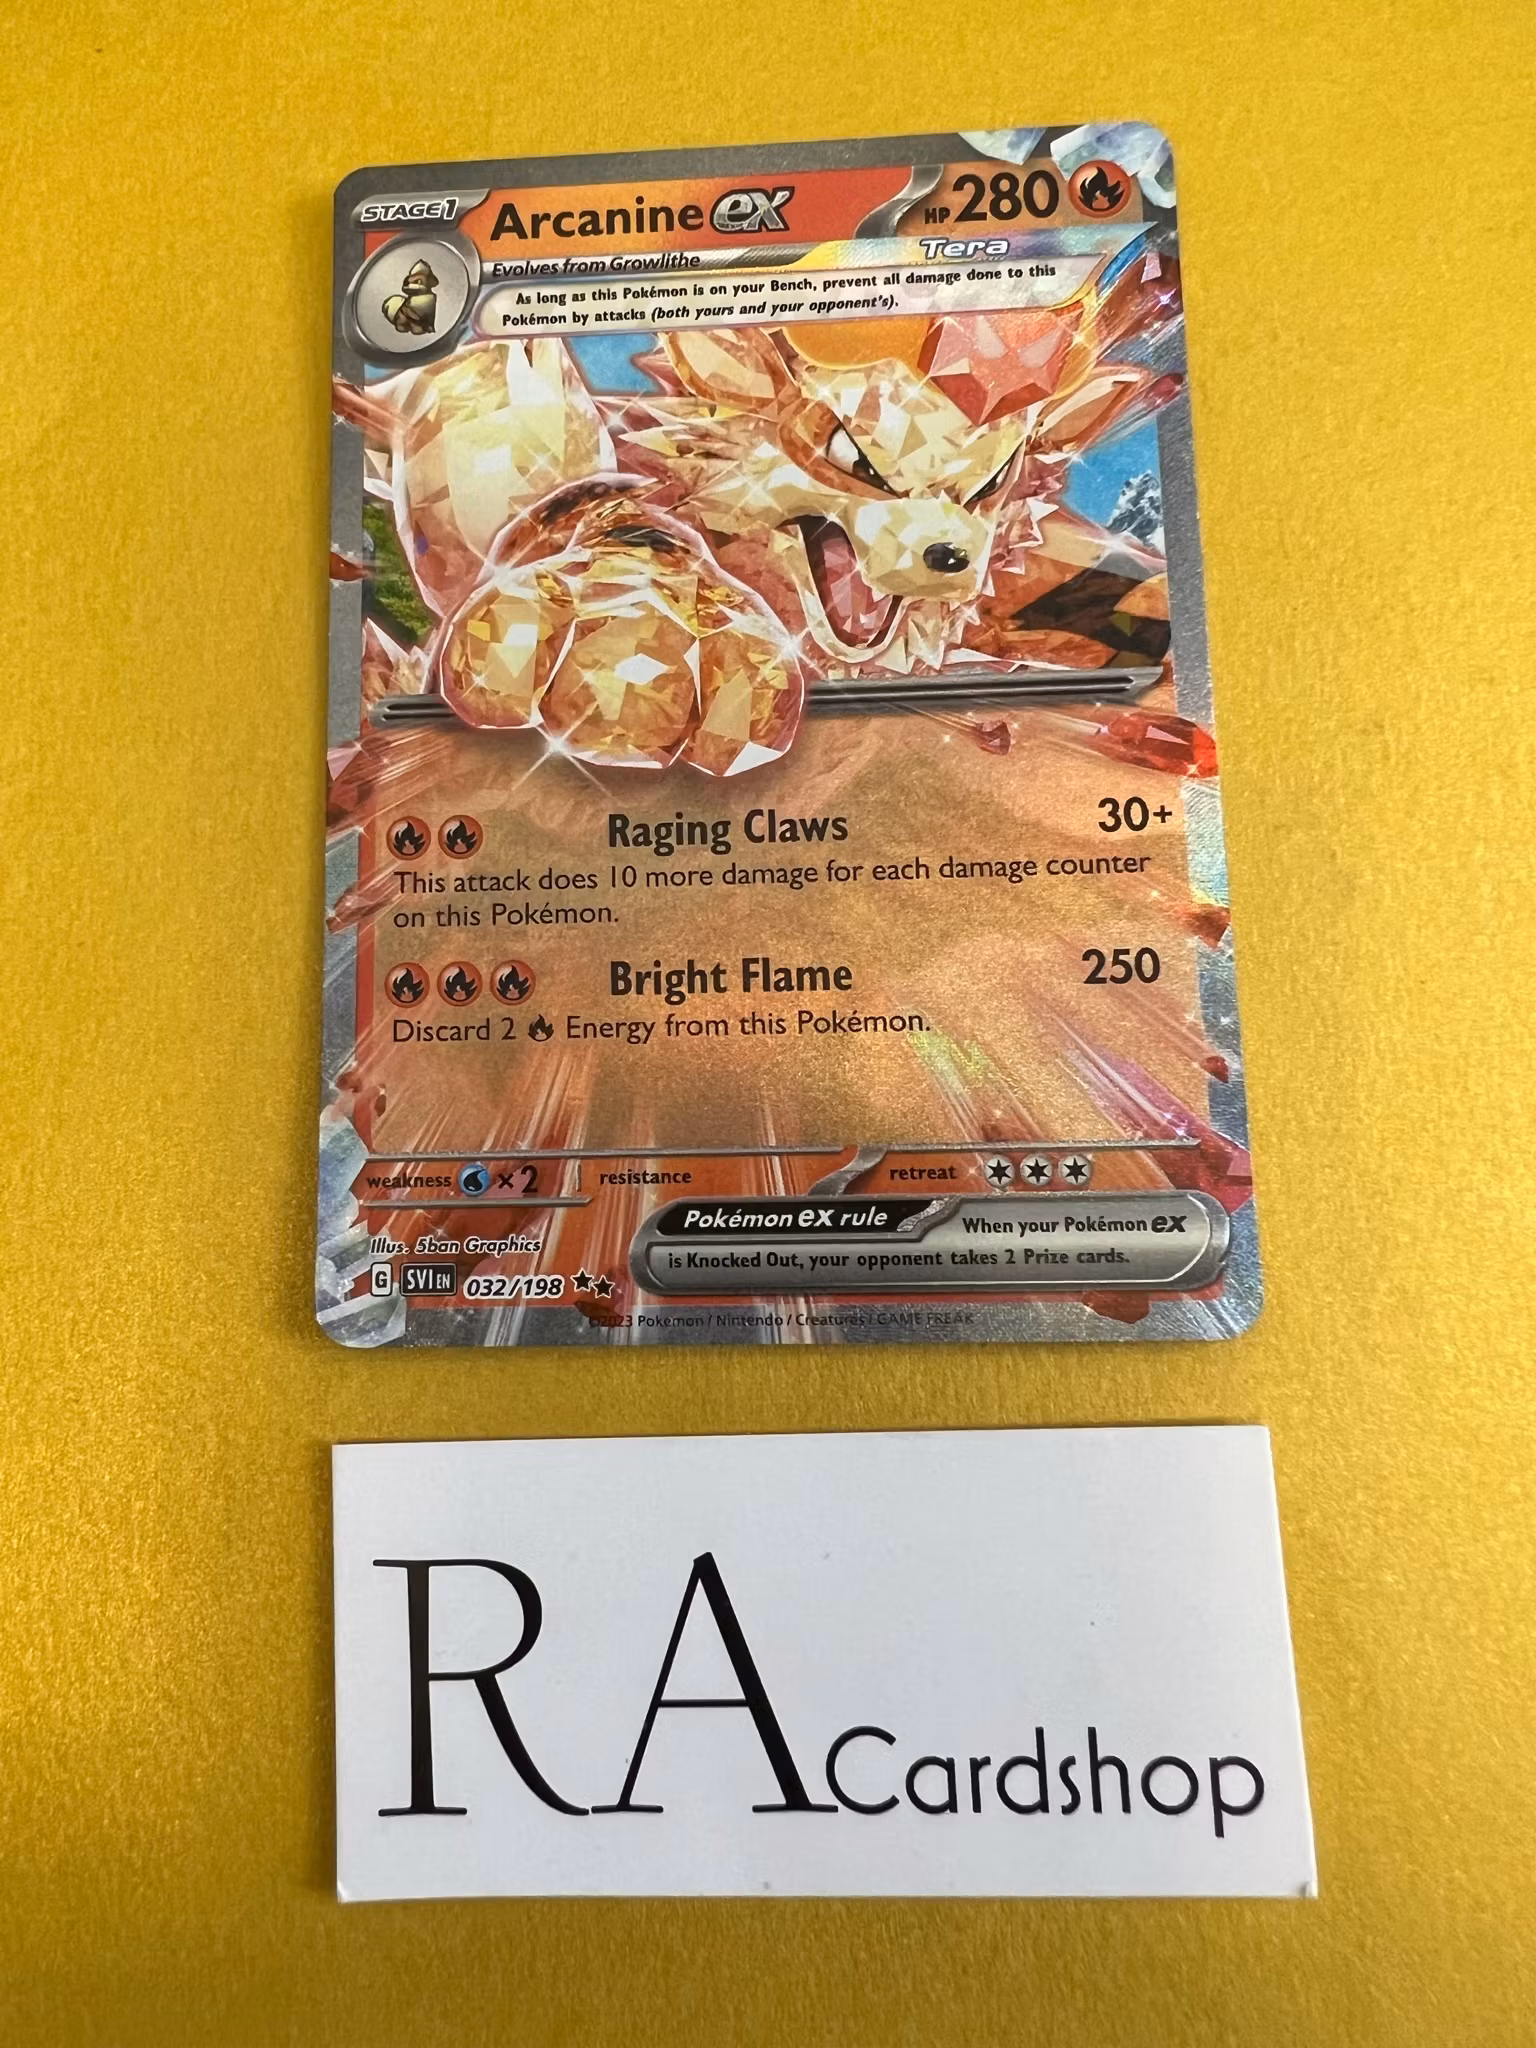 STAGE1
Arcanine ex
HP 280
Tera
Evolves from Growlithe
As long as this Pokémon is on your Bench, prevent all damage done to this
Pokémon by attacks (both yours and your opponent's).
Raging Claws 30+
This attack does 10 more damage for each damage counter
on this Pokémon.
Bright Flame 250
Discard 2 Energy from this Pokémon.
weakness ×2 resistance retreat
Pokémon ex rule When your Pokémon ex
is Knocked Out, your opponent takes 2 Prize cards.
Illus. 5ban Graphics
G SVI EN 032/198
©2023 Pokémon / Nintendo / Creatures / GAME FREAK
RA Cardshop